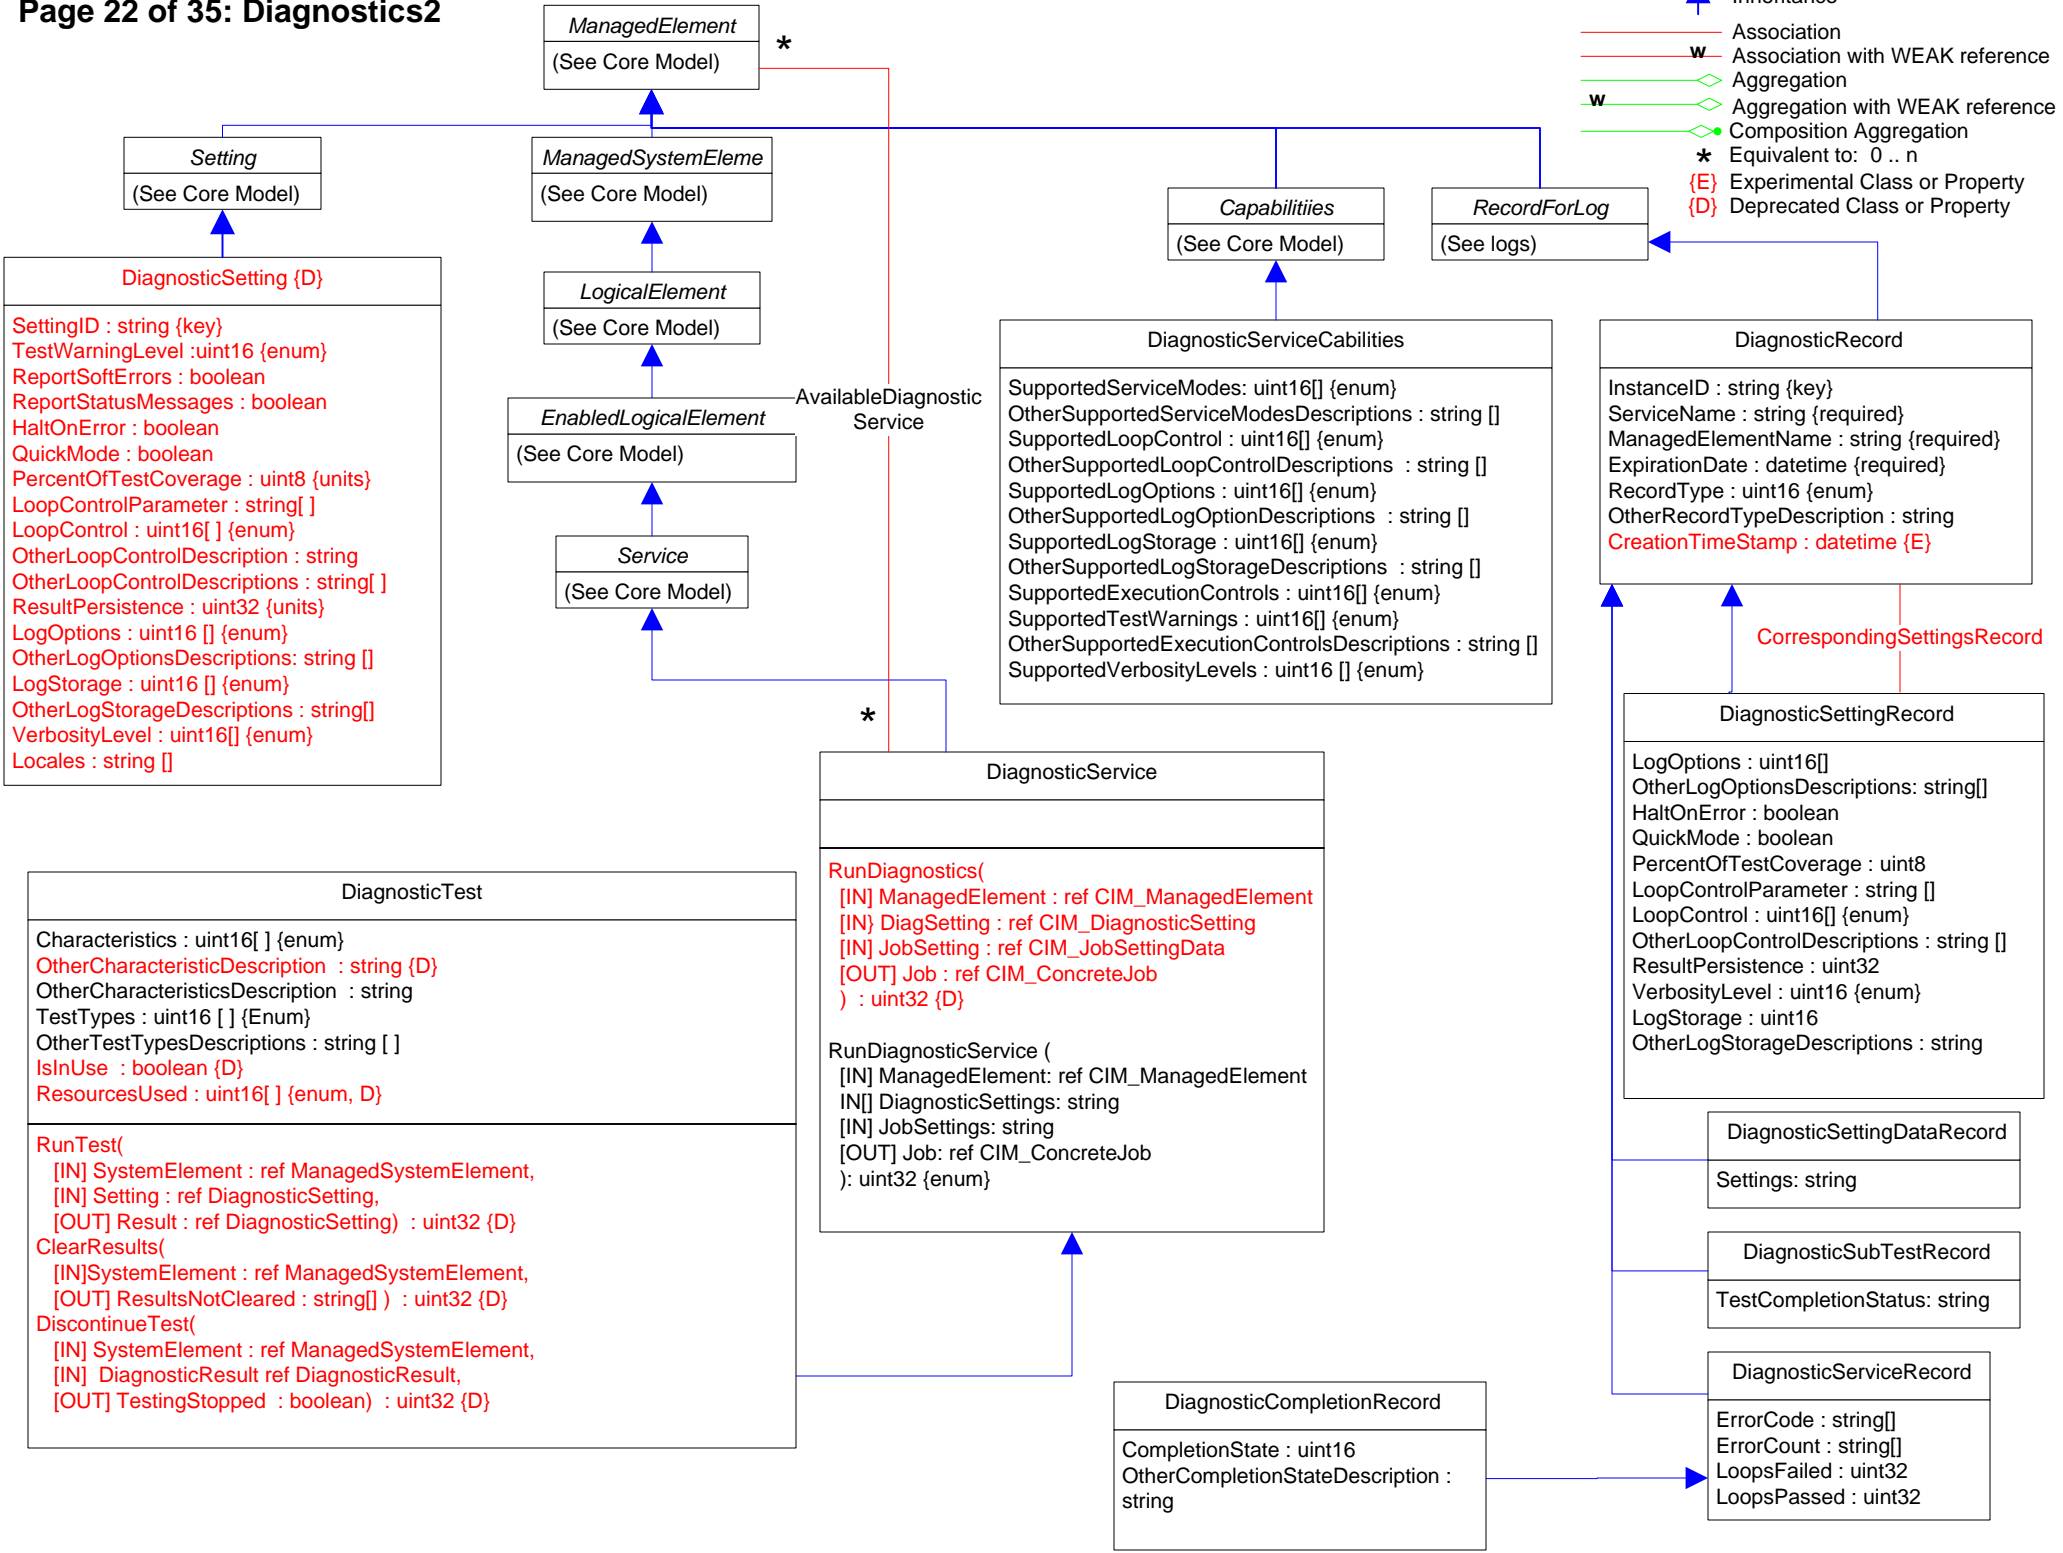 Page 22 of 35: Diagnostics2
Inheritance
Association
w Association with WEAK reference
Aggregation
w Aggregation with WEAK reference
Composition Aggregation
* Equivalent to: 0 .. n
{E} Experimental Class or Property
{D} Deprecated Class or Property
ManagedElement
(See Core Model)
*
Setting
(See Core Model)
ManagedSystemEleme
(See Core Model)
Capabilitiies
(See Core Model)
RecordForLog
(See logs)
LogicalElement
(See Core Model)
EnabledLogicalElement
(See Core Model)
Service
(See Core Model)
AvailableDiagnostic
Service
*
DiagnosticSetting {D}
SettingID : string {key}
TestWarningLevel :uint16 {enum}
ReportSoftErrors : boolean
ReportStatusMessages : boolean
HaltOnError : boolean
QuickMode : boolean
PercentOfTestCoverage : uint8 {units}
LoopControlParameter : string[ ]
LoopControl : uint16[ ] {enum}
OtherLoopControlDescription : string
OtherLoopControlDescriptions : string[ ]
ResultPersistence : uint32 {units}
LogOptions : uint16 [] {enum}
OtherLogOptionsDescriptions: string []
LogStorage : uint16 [] {enum}
OtherLogStorageDescriptions : string[]
VerbosityLevel : uint16[] {enum}
Locales : string []
DiagnosticServiceCabilities
SupportedServiceModes: uint16[] {enum}
OtherSupportedServiceModesDescriptions : string []
SupportedLoopControl : uint16[] {enum}
OtherSupportedLoopControlDescriptions : string []
SupportedLogOptions : uint16[] {enum}
OtherSupportedLogOptionDescriptions : string []
SupportedLogStorage : uint16[] {enum}
OtherSupportedLogStorageDescriptions : string []
SupportedExecutionControls : uint16[] {enum}
SupportedTestWarnings : uint16[] {enum}
OtherSupportedExecutionControlsDescriptions : string []
SupportedVerbosityLevels : uint16 [] {enum}
DiagnosticRecord
InstanceID : string {key}
ServiceName : string {required}
ManagedElementName : string {required}
ExpirationDate : datetime {required}
RecordType : uint16 {enum}
OtherRecordTypeDescription : string
CreationTimeStamp : datetime {E}
CorrespondingSettingsRecord
DiagnosticSettingRecord
LogOptions : uint16[]
OtherLogOptionsDescriptions: string[]
HaltOnError : boolean
QuickMode : boolean
PercentOfTestCoverage : uint8
LoopControlParameter : string []
LoopControl : uint16[] {enum}
OtherLoopControlDescriptions : string []
ResultPersistence : uint32
VerbosityLevel : uint16 {enum}
LogStorage : uint16
OtherLogStorageDescriptions : string
DiagnosticService
RunDiagnostics(
[IN] ManagedElement : ref CIM_ManagedElement
[IN} DiagSetting : ref CIM_DiagnosticSetting
[IN] JobSetting : ref CIM_JobSettingData
[OUT] Job : ref CIM_ConcreteJob
) : uint32 {D}
RunDiagnosticService (
[IN] ManagedElement: ref CIM_ManagedElement
IN[] DiagnosticSettings: string
[IN] JobSettings: string
[OUT] Job: ref CIM_ConcreteJob
): uint32 {enum}
DiagnosticTest
Characteristics : uint16[ ] {enum}
OtherCharacteristicDescription : string {D}
OtherCharacteristicsDescription : string
TestTypes : uint16 [ ] {Enum}
OtherTestTypesDescriptions : string [ ]
IsInUse : boolean {D}
ResourcesUsed : uint16[ ] {enum, D}
RunTest(
[IN] SystemElement : ref ManagedSystemElement,
[IN] Setting : ref DiagnosticSetting,
[OUT] Result : ref DiagnosticSetting) : uint32 {D}
ClearResults(
[IN]SystemElement : ref ManagedSystemElement,
[OUT] ResultsNotCleared : string[] ) : uint32 {D}
DiscontinueTest(
[IN] SystemElement : ref ManagedSystemElement,
[IN] DiagnosticResult ref DiagnosticResult,
[OUT] TestingStopped : boolean) : uint32 {D}
DiagnosticSettingDataRecord
Settings: string
DiagnosticSubTestRecord
TestCompletionStatus: string
DiagnosticServiceRecord
ErrorCode : string[]
ErrorCount : string[]
LoopsFailed : uint32
LoopsPassed : uint32
DiagnosticCompletionRecord
CompletionState : uint16
OtherCompletionStateDescription :
string